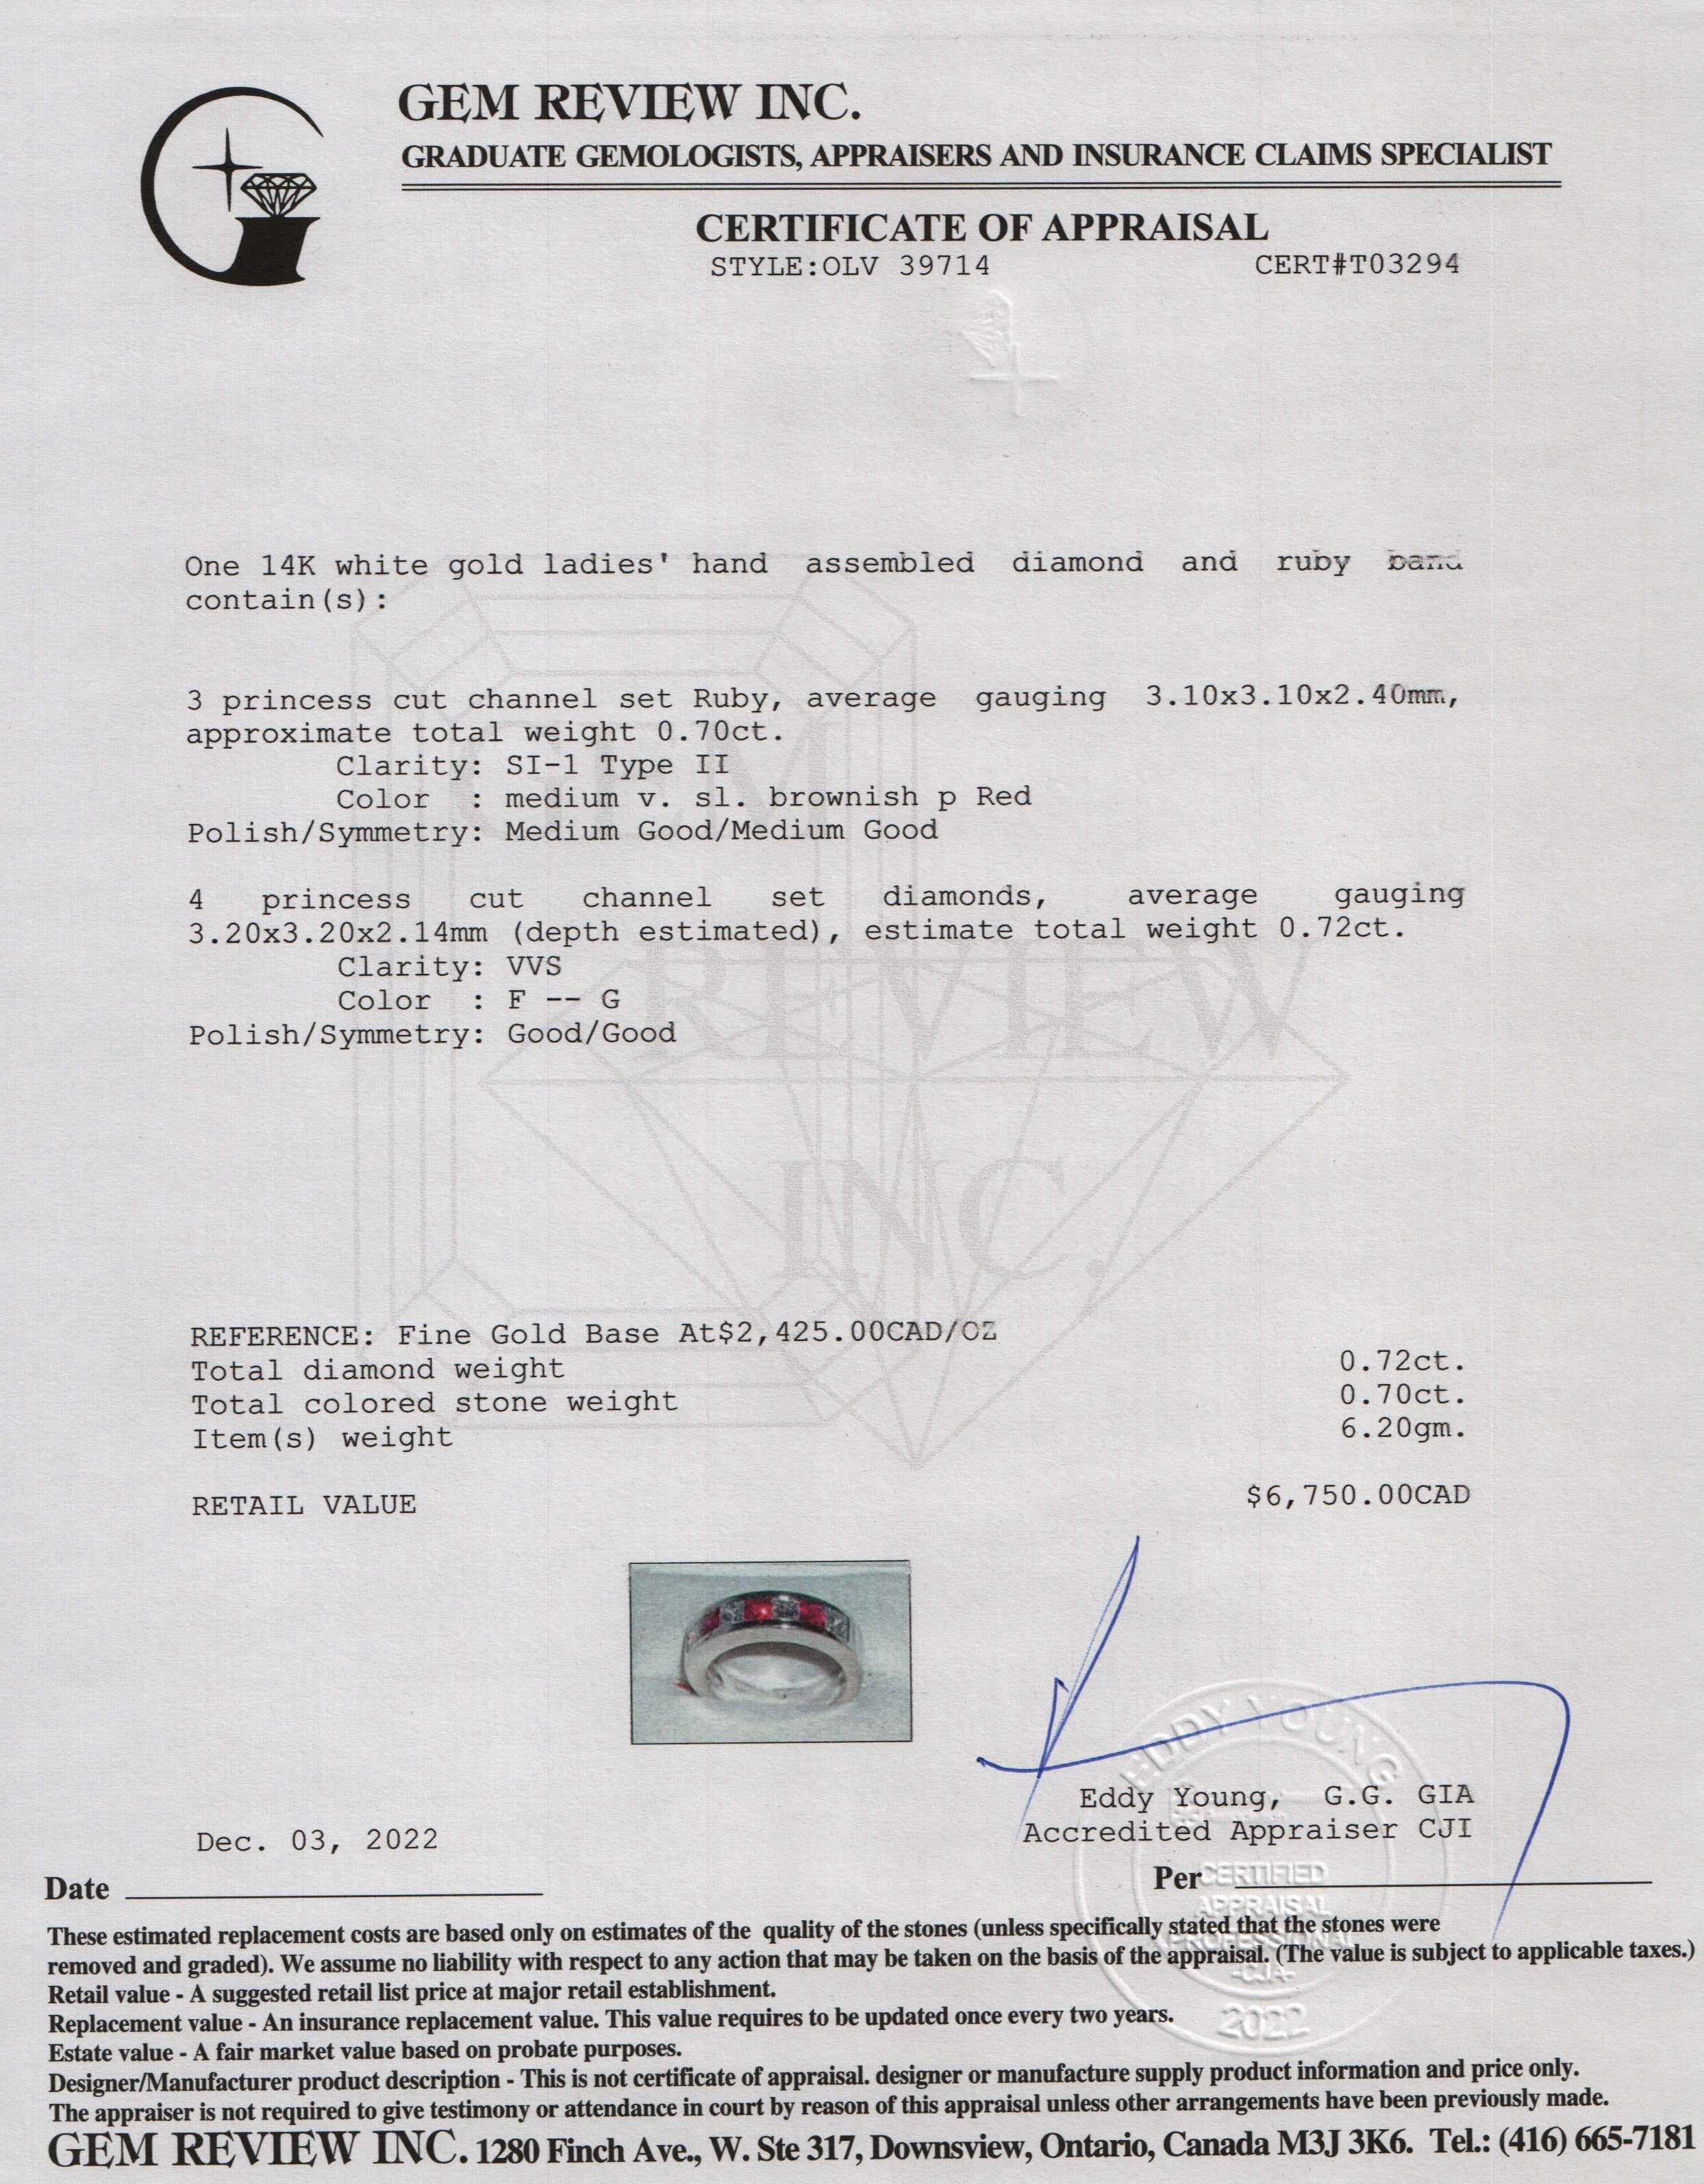 GEM REVIEW INC.
GRADUATE GEMOLOGISTS, APPRAISERS AND INSURANCE CLAIMS SPECIALIST
CERTIFICATE OF APPRAISAL
STYLE:OLV 39714 CERT#T03294
One 14K white gold ladies' hand assembled diamond and ruby band
contain(s):
3 princess cut channel set Ruby, average gauging 3.10x3.10x2.40mm,
approximate total weight 0.70ct.
Clarity: SI-1 Type II
Color : medium v. sl. brownish p Red
Polish/Symmetry: Medium Good/Medium Good
4 princess cut channel set diamonds, average gauging
3.20x3.20x2.14mm (depth estimated), estimate total weight 0.72ct.
Clarity: VVS
Color : F -- G
Polish/Symmetry: Good/Good
GEM
REVIEW
INC.
REFERENCE: Fine Gold Base At$2,425.00CAD/OZ
Total diamond weight 0.72ct.
Total colored stone weight 0.70ct.
Item(s) weight 6.20gm.
RETAIL VALUE $6,750.00CAD
EDDY YOUNG
Eddy Young, G.G. GIA
Accredited Appraiser CJI
Dec. 03, 2022
Date
Per
CERTIFIED
APPRAISAL
PROFESSIONAL
-CJA-
2022
These estimated replacement costs are based only on estimates of the quality of the stones (unless specifically stated that the stones were
removed and graded). We assume no liability with respect to any action that may be taken on the basis of the appraisal. (The value is subject to applicable taxes.)
Retail value - A suggested retail list price at major retail establishment.
Replacement value - An insurance replacement value. This value requires to be updated once every two years.
Estate value - A fair market value based on probate purposes.
Designer/Manufacturer product description - This is not certificate of appraisal. designer or manufacture supply product information and price only.
The appraiser is not required to give testimony or attendance in court by reason of this appraisal unless other arrangements have been previously made.
GEM REVIEW INC. 1280 Finch Ave., W. Ste 317, Downsview, Ontario, Canada M3J 3K6. Tel.: (416) 665-7181